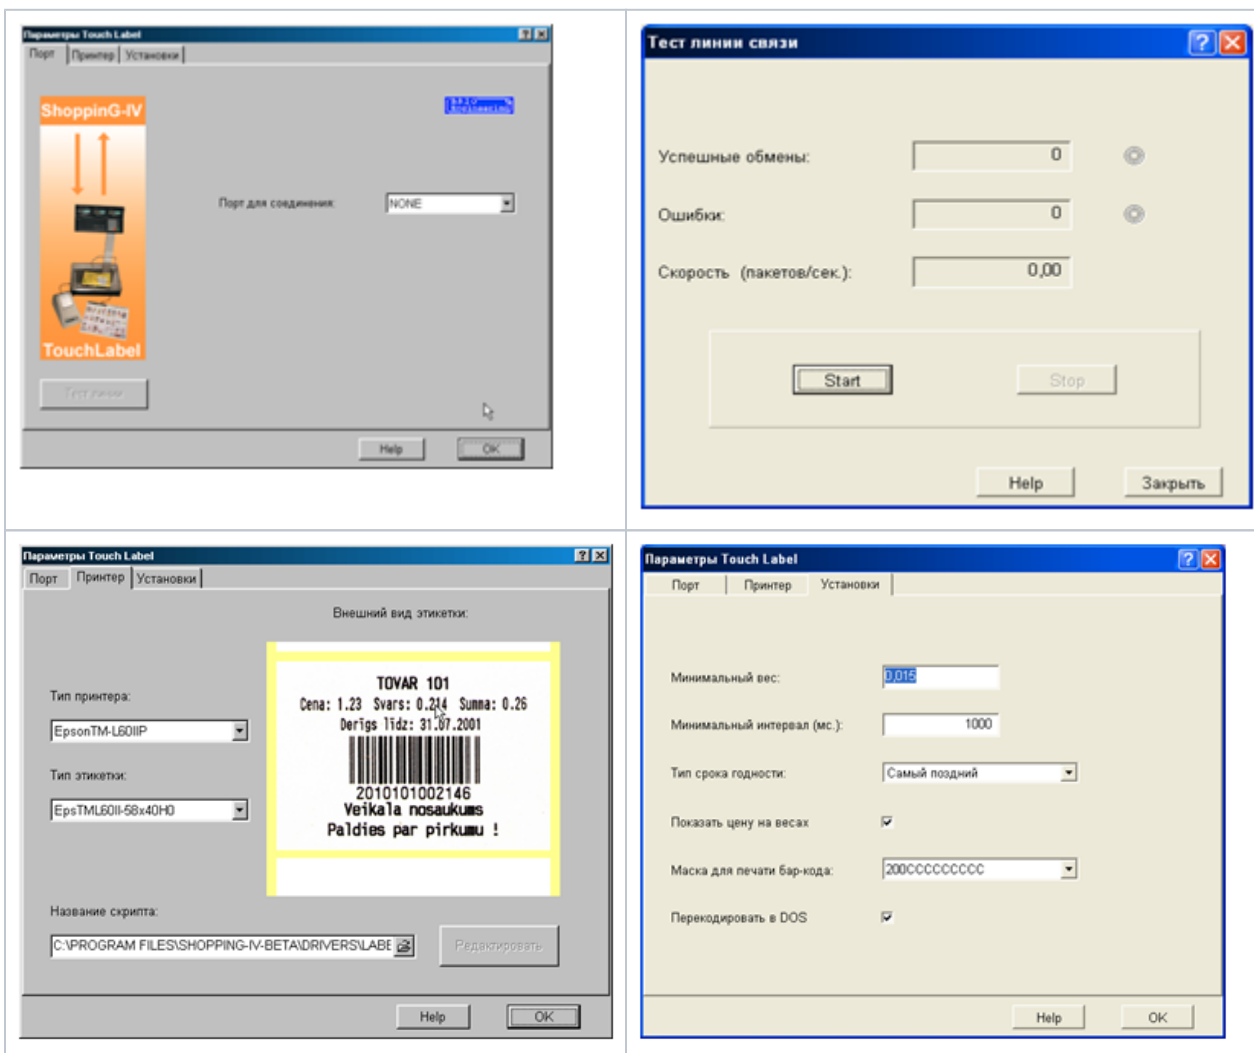 Параметры Touch Label
Порт Принтер Установки
ShoppinG-IV
Порт для соединения: NONE
TouchLabel
Тест линии
Help OK
Тест линии связи
Успешные обмены: 0
Ошибки: 0
Скорость (пакетов/сек.): 0,00
Start Stop
Help Закрыть
Параметры Touch Label
Порт Принтер Установки
Внешний вид этикетки:
TOVAR 101
Cena: 1.23 Svars: 0.214 Summa: 0.26
Derīgs līdz: 31.07.2001
2010101002146
Veikala nosaukums
Paldies par pirkumu !
Тип принтера:
EpsonTM-L60IIP
Тип этикетки:
EpsTML60II-58x40H0
Название скрипта:
C:\PROGRAM FILES\SHOPPING-IV-BETA\DRIVERS\LABE
Редактировать
Help OK
Параметры Touch Label
Порт Принтер Установки
Минимальный вес: 0,015
Минимальный интервал (мс.): 1000
Тип срока годности: Самый поздний
Показать цену на весах
Маска для печати бар-кода: 200CCCCCCCCC
Перекодировать в DOS
Help OK